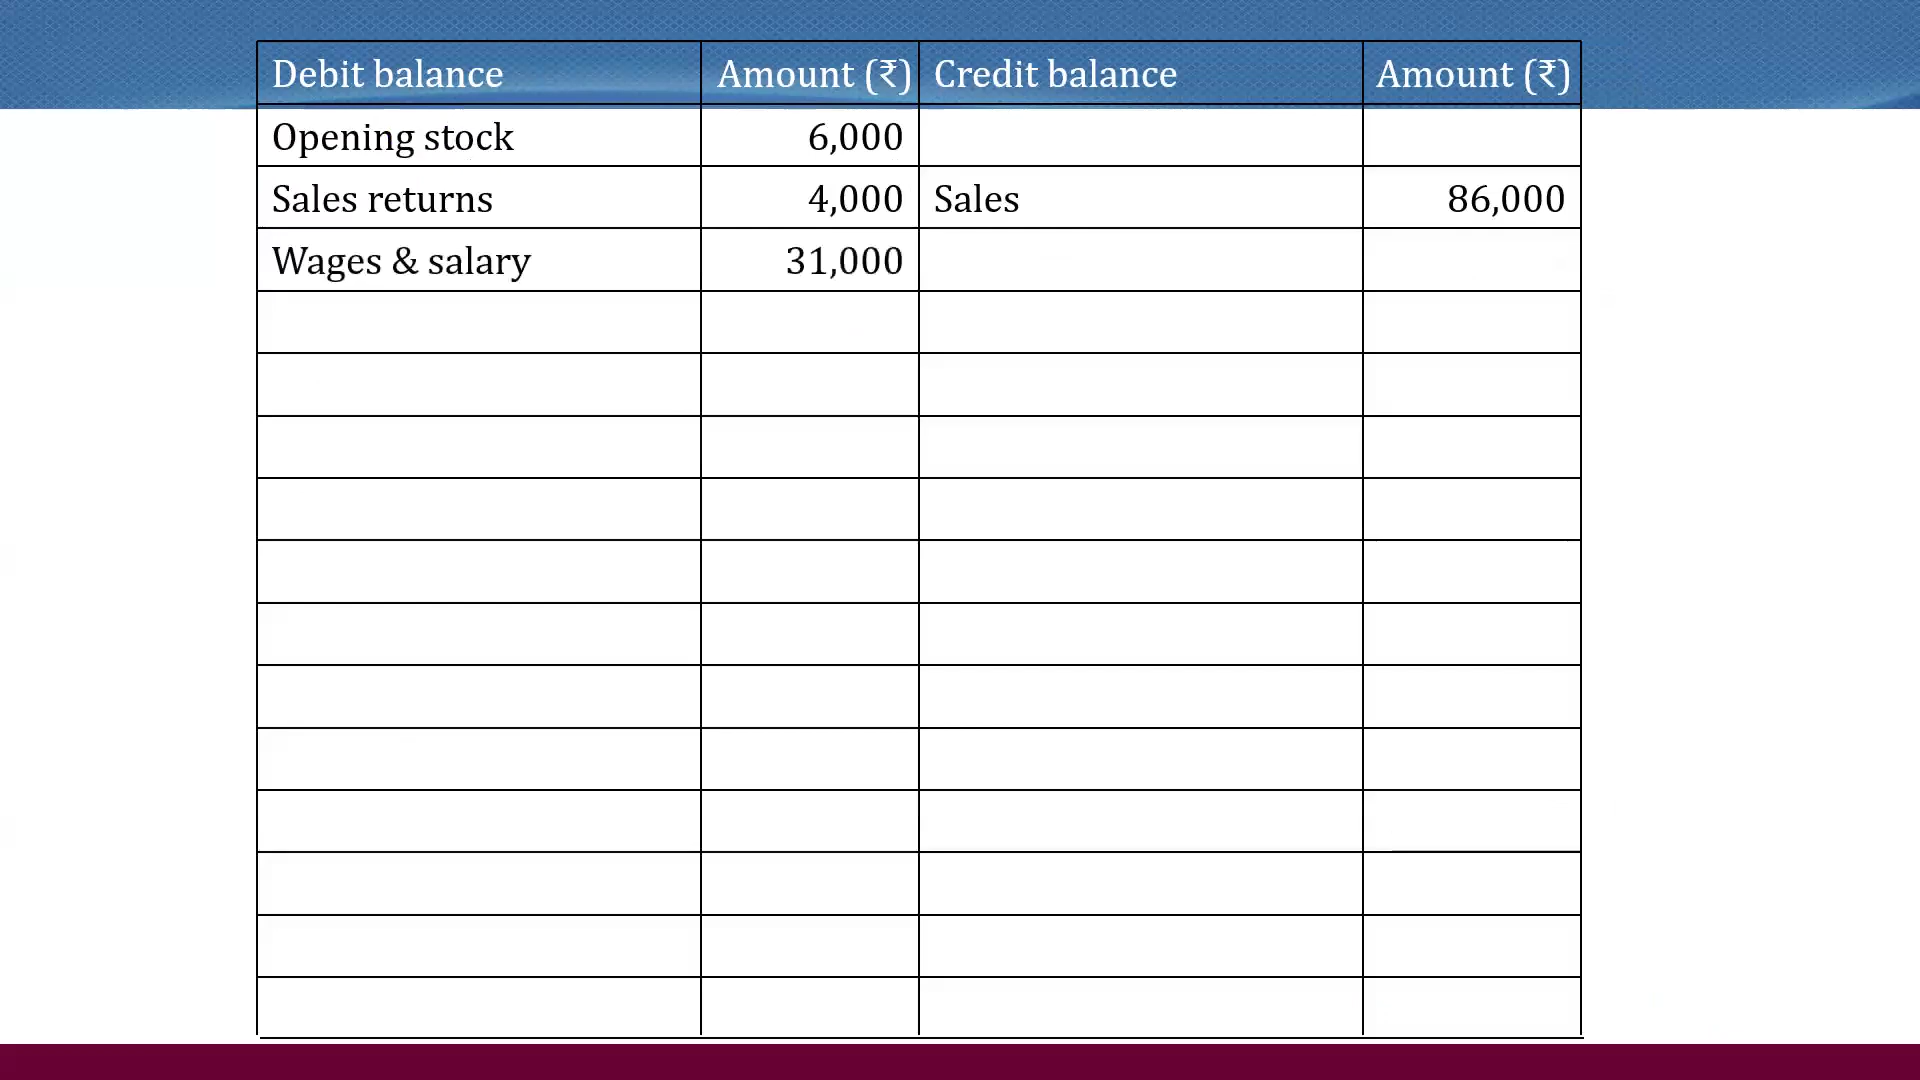 Debit balance Amount (₹) Credit balance Amount (₹)
Opening stock 6,000
Sales returns 4,000 Sales 86,000
Wages & salary 31,000